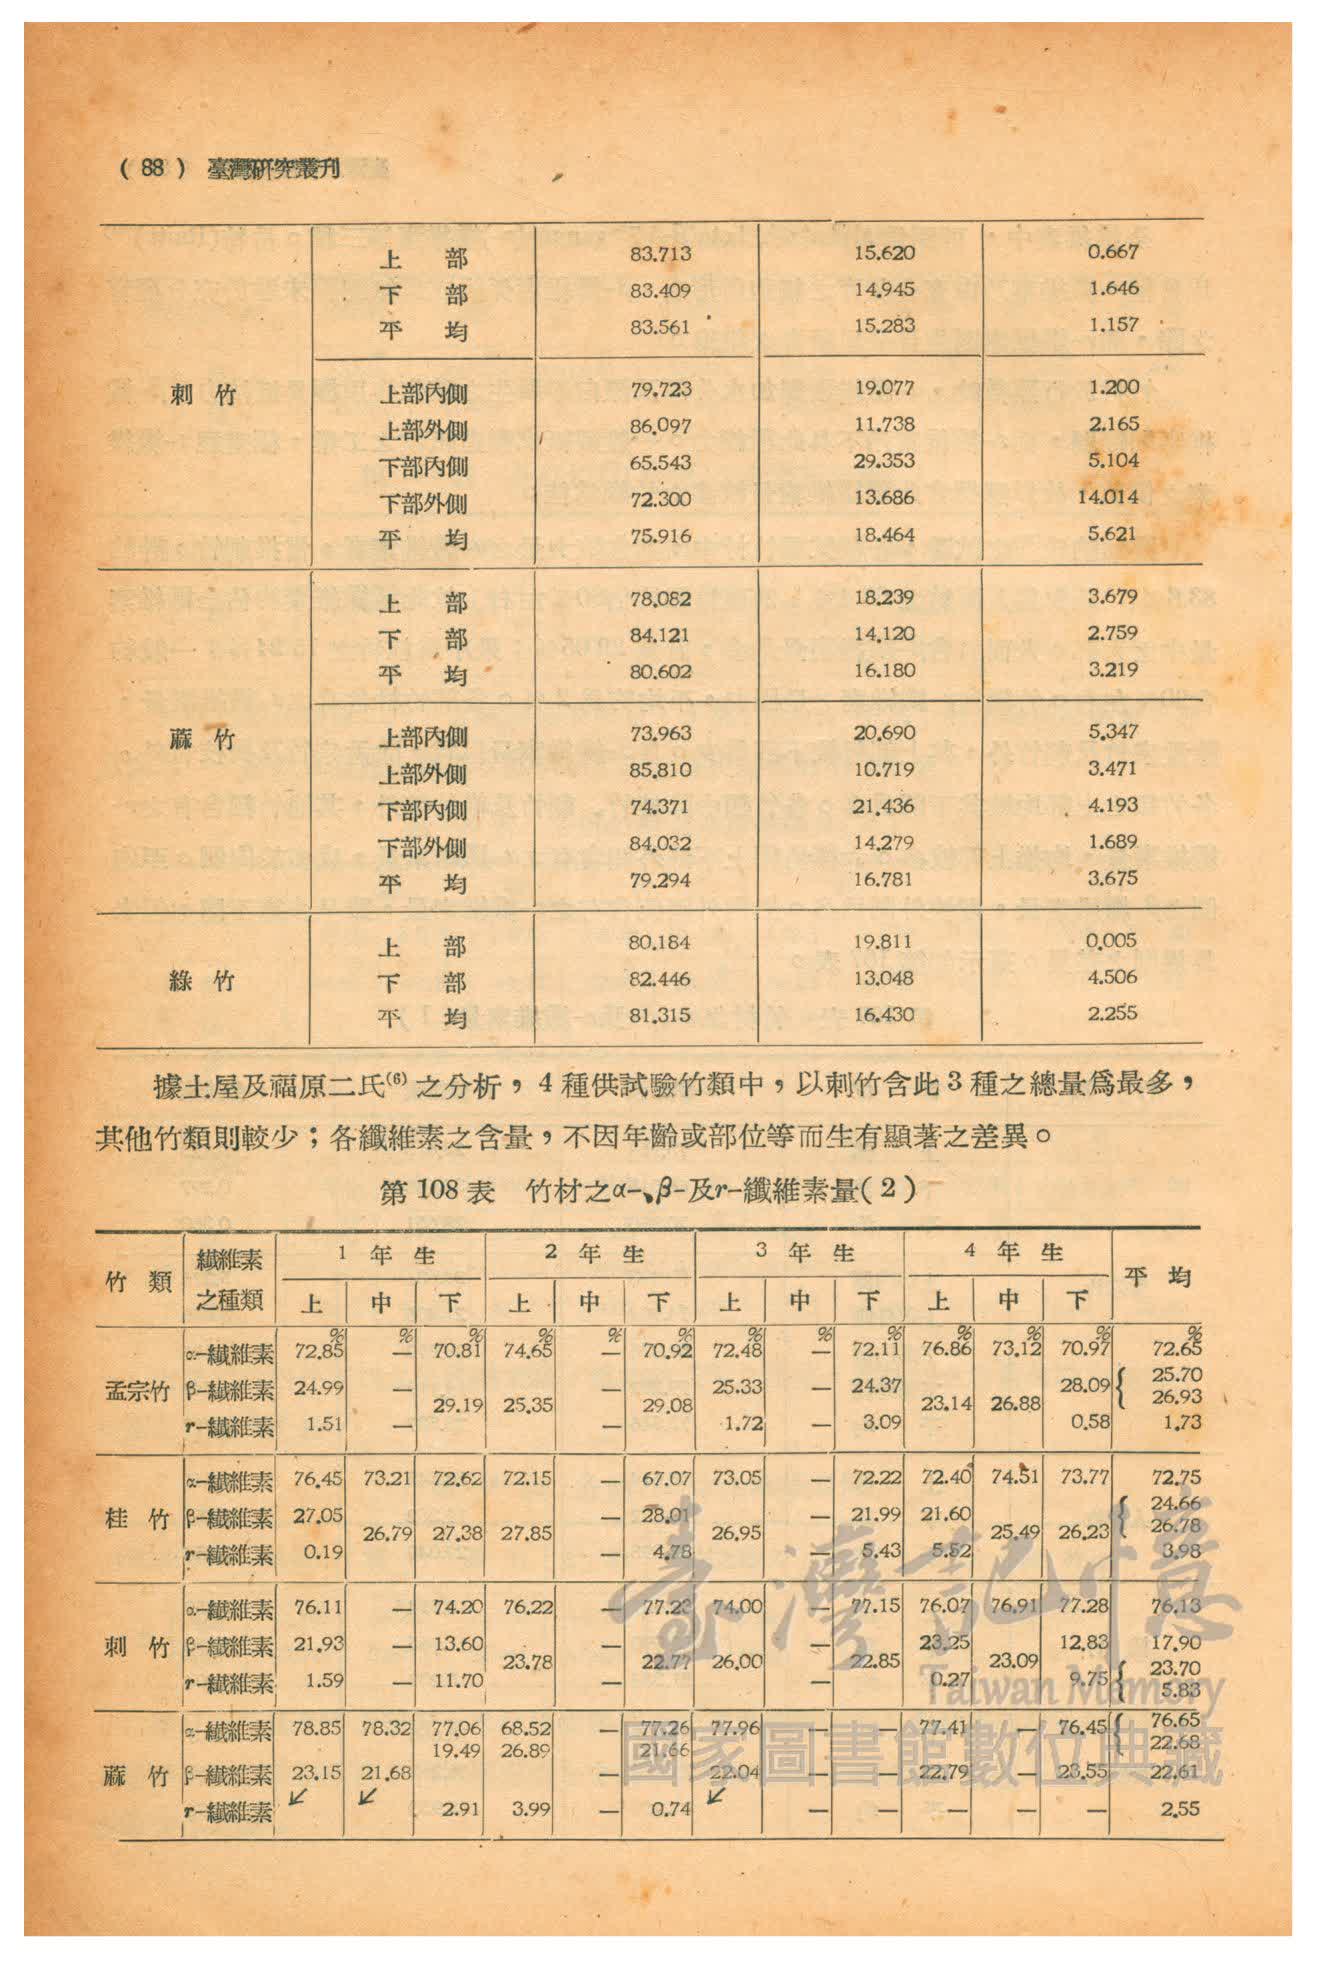 ( 88 ) 臺灣研究叢刊
上 部 83.713 15.620 0.667
下 部 83.409 14.945 1.646
平 均 83.561 15.283 1.157
刺 竹 上部內側 79.723 19.077 1.200
上部外側 86.097 11.738 2.165
下部內側 65.543 29.353 5.104
下部外側 72.300 13.686 14.014
平 均 75.916 18.464 5.621
上 部 78.082 18.239 3.679
下 部 84.121 14.120 2.759
平 均 80.602 16.180 3.219
蔴 竹 上部內側 73.963 20.690 5.347
上部外側 85.810 10.719 3.471
下部內側 74.371 21.436 4.193
下部外側 84.032 14.279 1.689
平 均 79.294 16.781 3.675
上 部 80.184 19.811 0.005
綠 竹 下 部 82.446 13.048 4.506
平 均 81.315 16.430 2.255
據土屋及福原二氏(6)之分析，4種供試驗竹類中，以刺竹含此3種之總量爲最多，
其他竹類則較少；各纖維素之含量，不因年齡或部位等而生有顯著之差異。
第108表 竹材之α-、β-及r-纖維素量(2)
竹 類 纖維素之種類 1 年 生 2 年 生 3 年 生 4 年 生 平 均
上 中 下 上 中 下 上 中 下 上 中 下
% % % % % % % % % % % % %
α-纖維素 72.85 — 70.81 74.65 — 70.92 72.48 — 72.11 76.86 73.12 70.97 72.65
孟宗竹 β-纖維素 24.99 — 29.19 25.35 — 29.08 25.33 — 24.37 23.14 26.88 28.09 { 25.70 26.93
r-纖維素 1.51 — — 1.72 — 3.09 0.58 1.73
α-纖維素 76.45 73.21 72.62 72.15 — 67.07 73.05 — 72.22 72.40 74.51 73.77 72.75
桂 竹 β-纖維素 27.05 26.79 27.38 27.85 — 28.01 26.95 — 21.99 21.60 25.49 26.23 { 24.66 26.78
r-纖維素 0.19 — 4.78 — 5.43 5.52 3.98
α-纖維素 76.11 — 74.20 76.22 — 77.23 74.00 — 77.15 76.07 76.91 77.28 76.13
刺 竹 β-纖維素 21.93 — 13.60 23.78 — 22.77 26.00 — 22.85 23.25 23.09 12.83 17.90
r-纖維素 1.59 — 11.70 — — 0.27 9.75 { 23.70 5.83
α-纖維素 78.85 78.32 77.06 68.52 — 77.26 77.96 — — 77.41 — 76.45 { 76.65 22.68
19.49 26.89 21.66
蔴 竹 β-纖維素 23.15 21.68 — 22.04 — — 22.79 — 23.55 22.61
r-纖維素 ↙ ↙ 2.91 3.99 — 0.74 ↙ — — — — — 2.55
臺灣記憶
Taiwan Memory
國家圖書館數位典藏